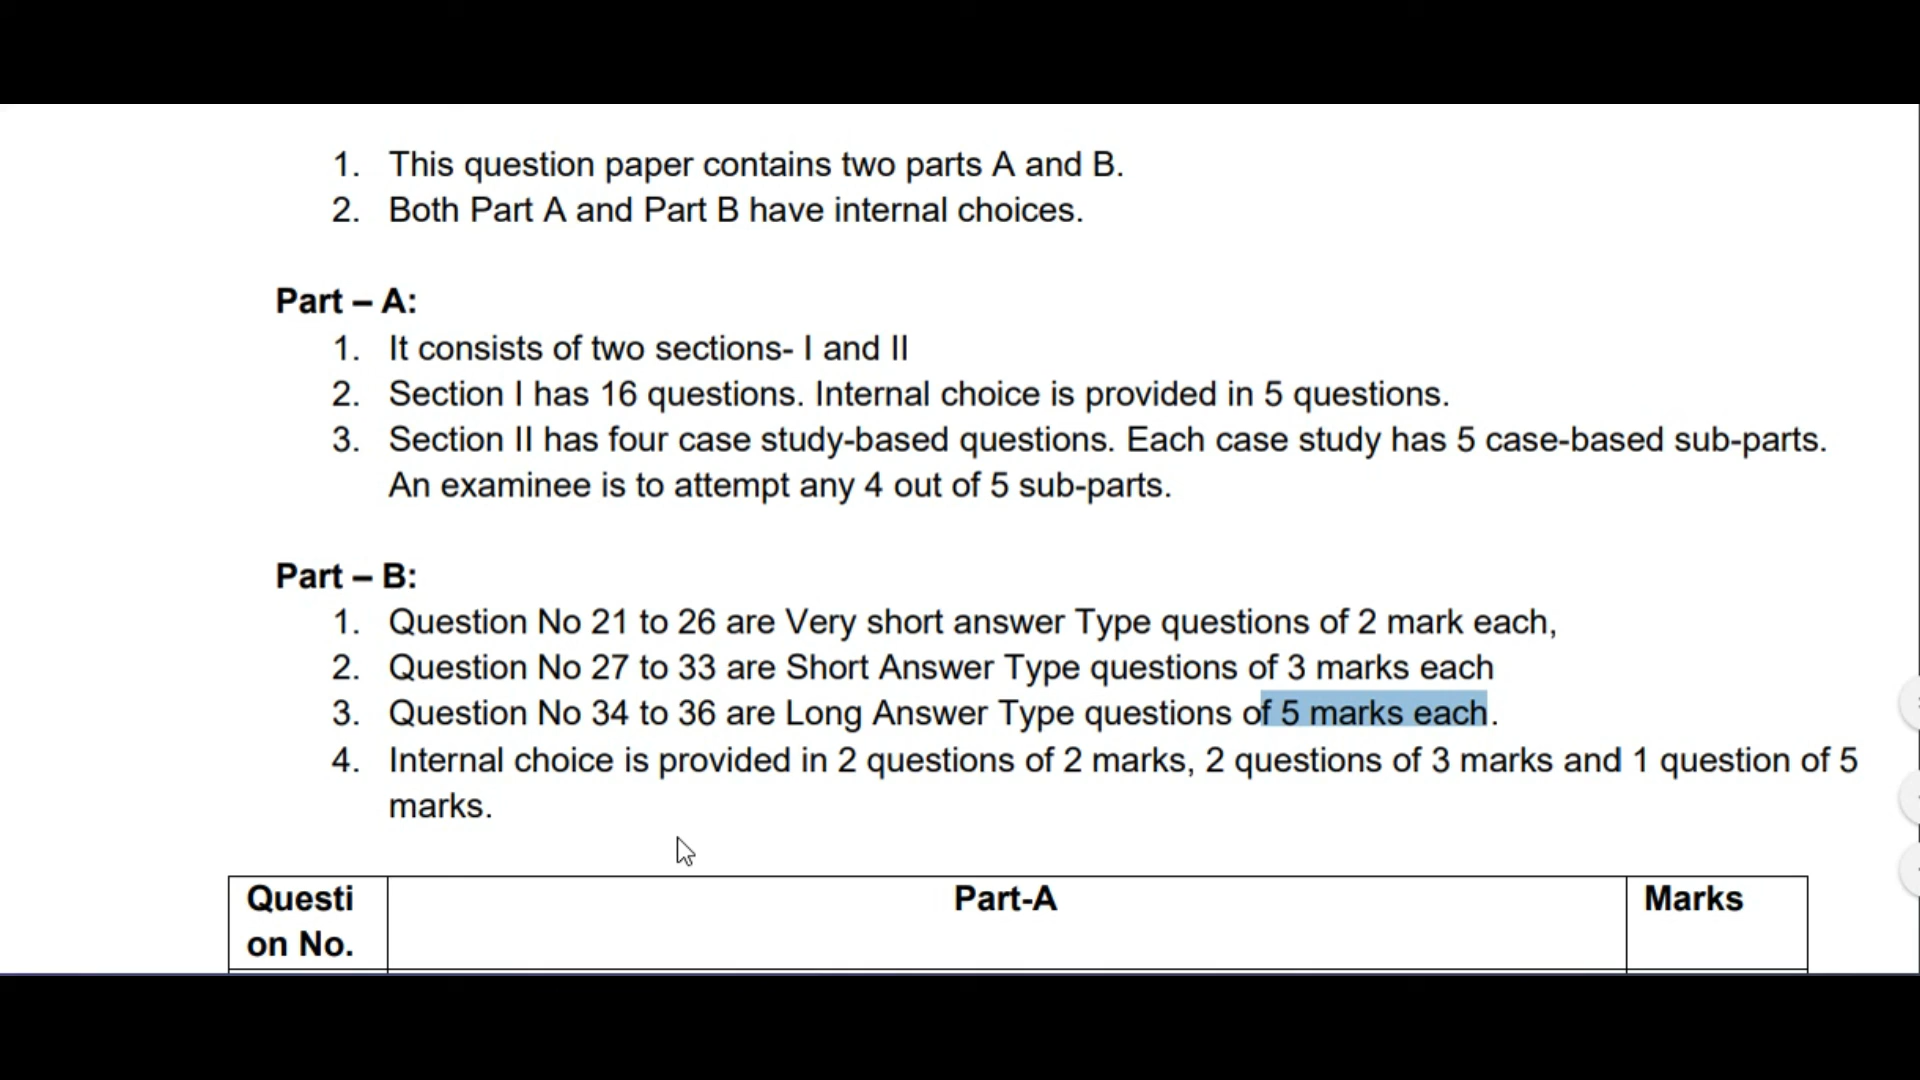 1. This question paper contains two parts A and B.
2. Both Part A and Part B have internal choices.
Part – A:
1. It consists of two sections- I and II
2. Section I has 16 questions. Internal choice is provided in 5 questions.
3. Section II has four case study-based questions. Each case study has 5 case-based sub-parts.
An examinee is to attempt any 4 out of 5 sub-parts.
Part – B:
1. Question No 21 to 26 are Very short answer Type questions of 2 mark each,
2. Question No 27 to 33 are Short Answer Type questions of 3 marks each
3. Question No 34 to 36 are Long Answer Type questions of 5 marks each.
4. Internal choice is provided in 2 questions of 2 marks, 2 questions of 3 marks and 1 question of 5
marks.
Questi
on No.
Part-A
Marks